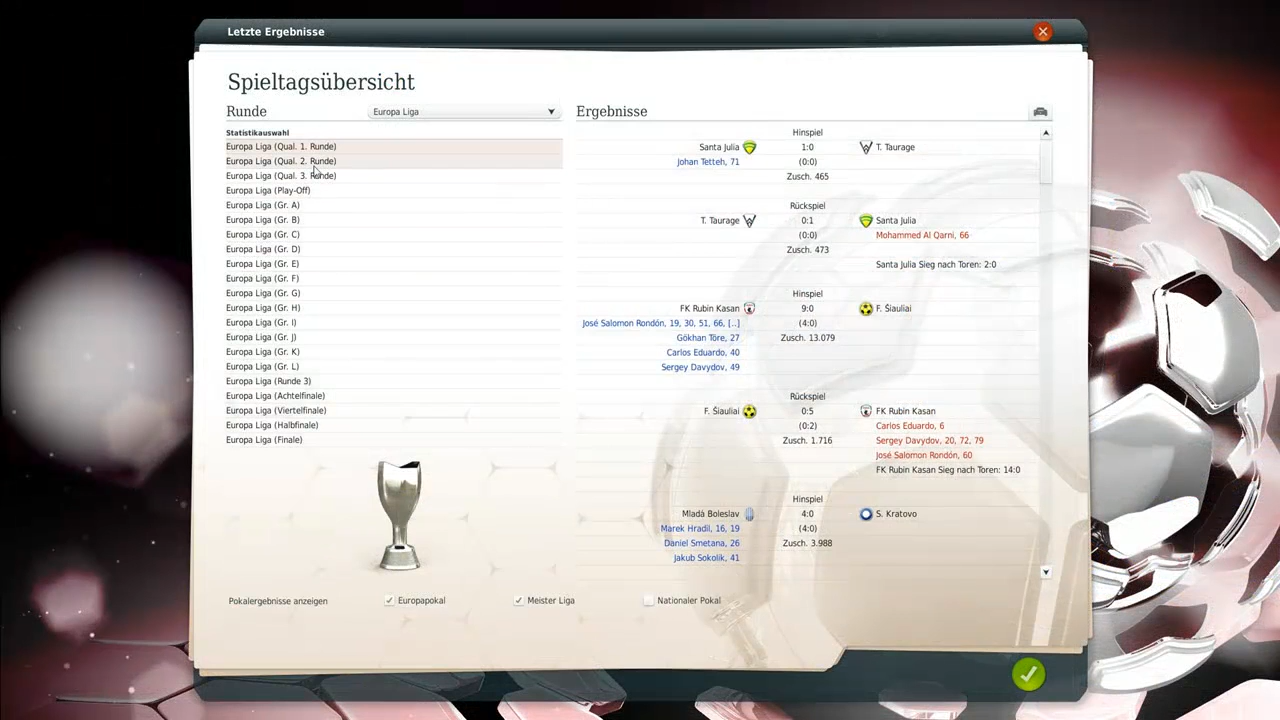 Letzte Ergebnisse
Spieltagsübersicht
Runde
Europa Liga
Statistikauswahl
Europa Liga (Qual. 1. Runde)
Europa Liga (Qual. 2. Runde)
Europa Liga (Qual. 3. Runde)
Europa Liga (Play-Off)
Europa Liga (Gr. A)
Europa Liga (Gr. B)
Europa Liga (Gr. C)
Europa Liga (Gr. D)
Europa Liga (Gr. E)
Europa Liga (Gr. F)
Europa Liga (Gr. G)
Europa Liga (Gr. H)
Europa Liga (Gr. I)
Europa Liga (Gr. J)
Europa Liga (Gr. K)
Europa Liga (Gr. L)
Europa Liga (Runde 3)
Europa Liga (Achtelfinale)
Europa Liga (Viertelfinale)
Europa Liga (Halbfinale)
Europa Liga (Finale)
Ergebnisse
Hinspiel
Santa Julia 1:0 T. Taurage
Johan Tetteh, 71 (0:0)
Zusch. 465
Rückspiel
T. Taurage 0:1 Santa Julia
(0:0) Mohammed Al Qarni, 66
Zusch. 473
Santa Julia Sieg nach Toren: 2:0
Hinspiel
FK Rubin Kasan 9:0 F. Šiauliai
José Salomon Rondón, 19, 30, 51, 66, [..] (4:0)
Gökhan Töre, 27 Zusch. 13.079
Carlos Eduardo, 40
Sergey Davydov, 49
Rückspiel
F. Šiauliai 0:5 FK Rubin Kasan
(0:2) Carlos Eduardo, 6
Zusch. 1.716 Sergey Davydov, 20, 72, 79
José Salomon Rondón, 60
FK Rubin Kasan Sieg nach Toren: 14:0
Hinspiel
Mladá Boleslav 4:0 S. Kratovo
Marek Hradil, 16, 19 (4:0)
Daniel Smetana, 26 Zusch. 3.988
Jakub Sokolik, 41
Pokalergebnisse anzeigen Europapokal Meister Liga Nationaler Pokal